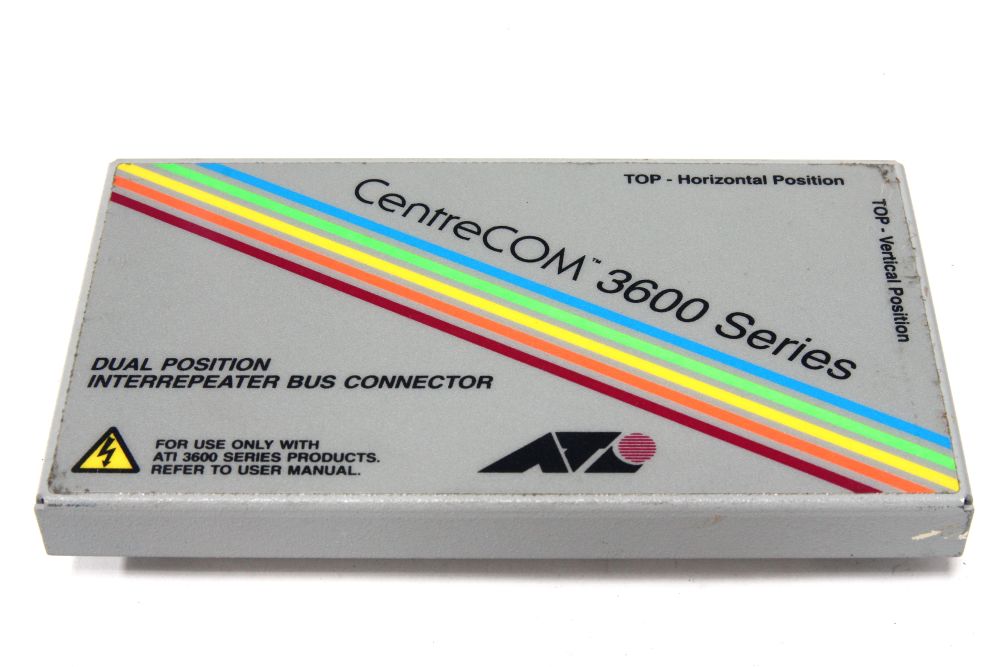 TOP - Horizontal Position
TOP - Vertical Position
CentreCOM™ 3600 Series
DUAL POSITION
INTERREPEATER BUS CONNECTOR
FOR USE ONLY WITH
ATI 3600 SERIES PRODUCTS.
REFER TO USER MANUAL.
ATi